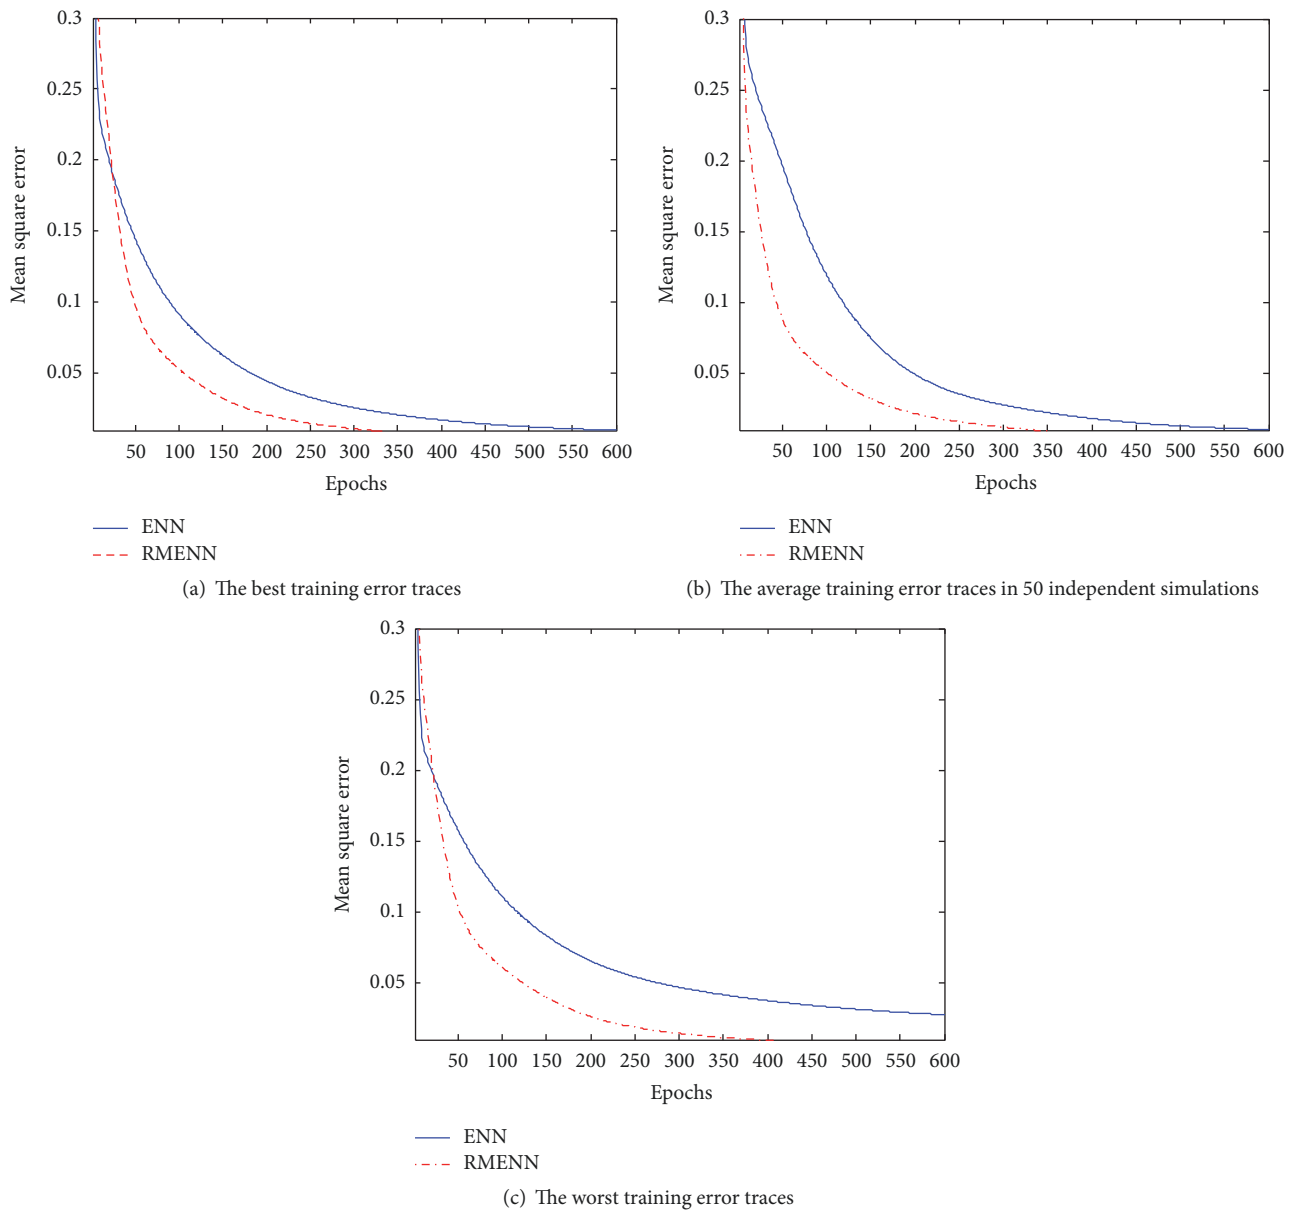 0.3
0.25
0.2
0.15
0.1
0.05
Mean square error
50 100 150 200 250 300 350 400 450 500 550 600
Epochs
ENN
RMENN
(a) The best training error traces
0.3
0.25
0.2
0.15
0.1
0.05
Mean square error
50 100 150 200 250 300 350 400 450 500 550 600
Epochs
ENN
RMENN
(b) The average training error traces in 50 independent simulations
0.3
0.25
0.2
0.15
0.1
0.05
Mean square error
50 100 150 200 250 300 350 400 450 500 550 600
Epochs
ENN
RMENN
(c) The worst training error traces